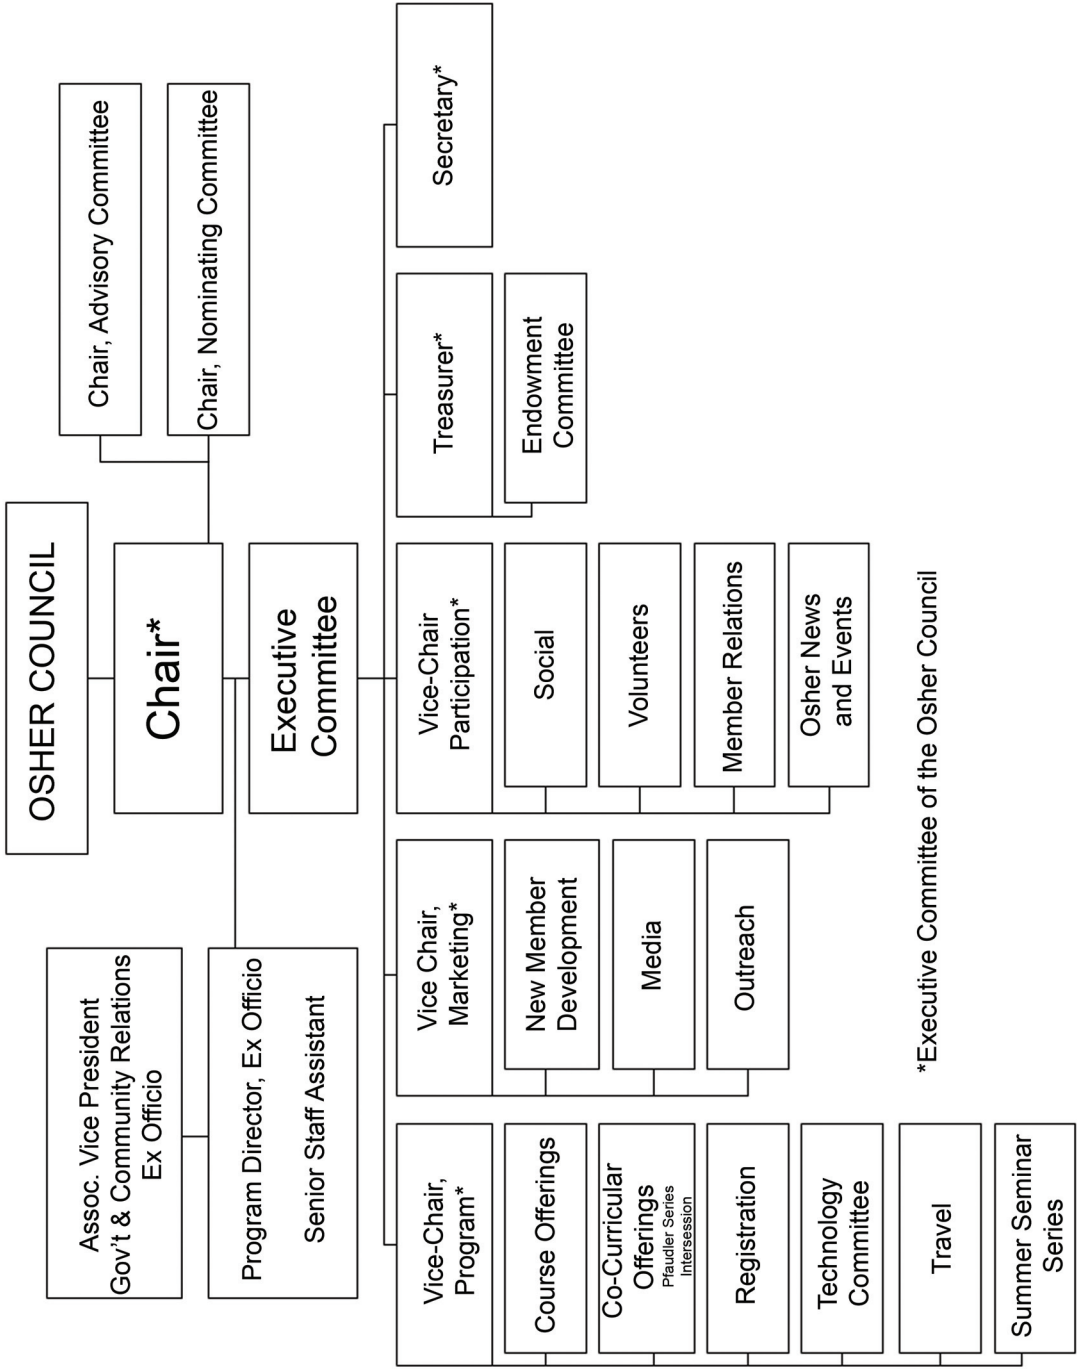 OSHER COUNCIL
Assoc. Vice President
Gov't & Community Relations
Ex Officio
Chair*
Chair, Advisory Committee
Chair, Nominating Committee
Program Director, Ex Officio
Senior Staff Assistant
Executive
Committee
Vice-Chair,
Program*
Course Offerings
Co-Curricular
Offerings
Pfaudler Series
Intersession
Registration
Technology
Committee
Travel
Summer Seminar
Series
Vice Chair,
Marketing*
New Member
Development
Media
Outreach
Vice-Chair
Participation*
Social
Volunteers
Member Relations
Osher News
and Events
Treasurer*
Endowment
Committee
Secretary*
*Executive Committee of the Osher Council